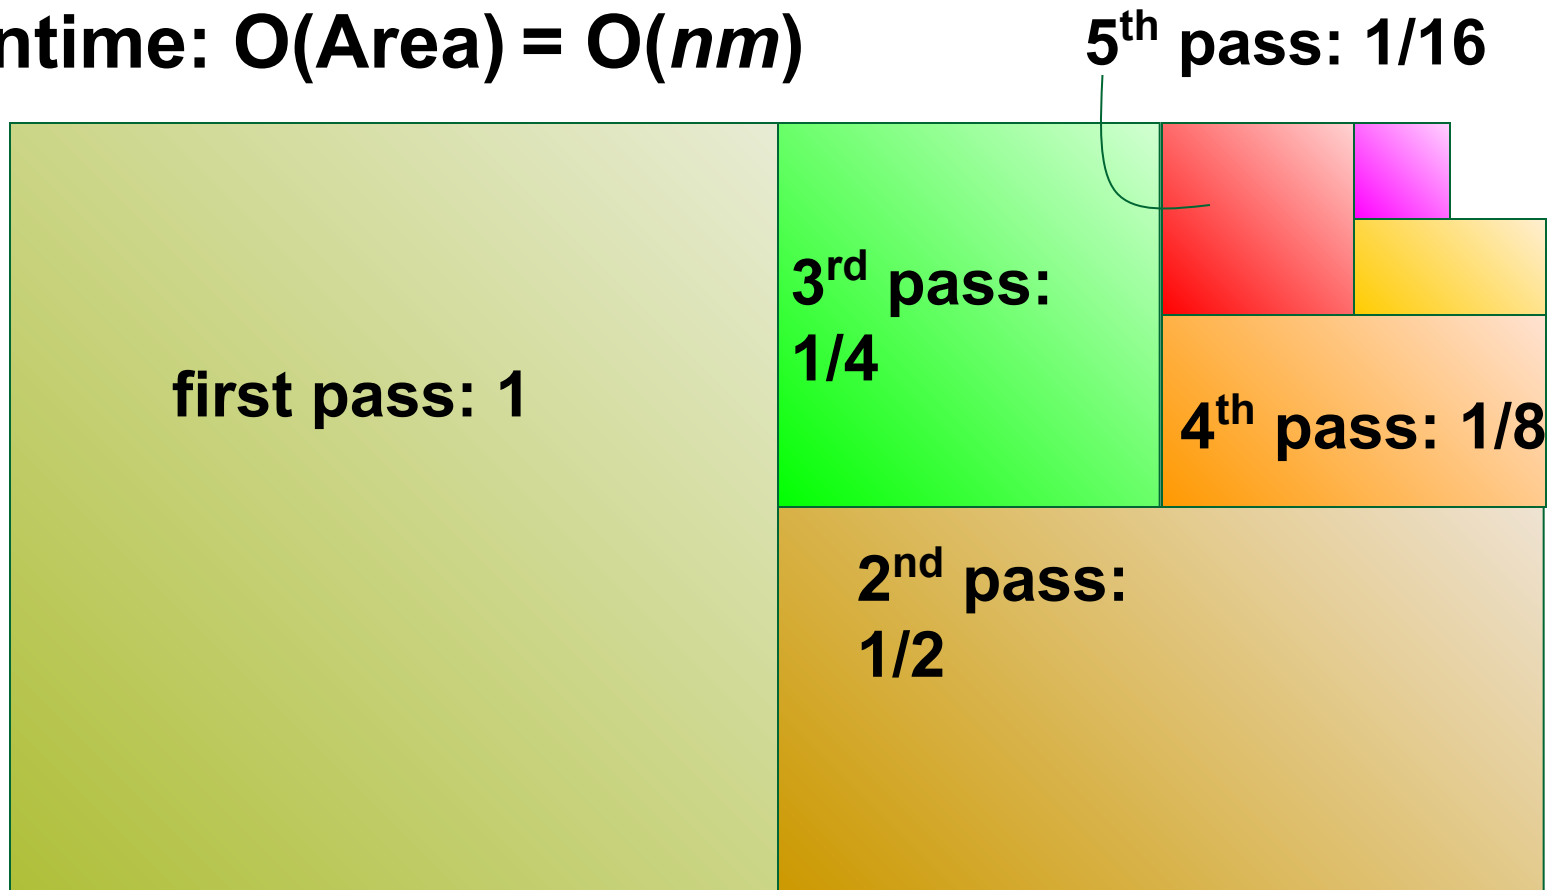 ntime: O(Area) = O(nm)
5th pass: 1/16
3rd pass:
1/4
first pass: 1
4th pass: 1/8
2nd pass:
1/2